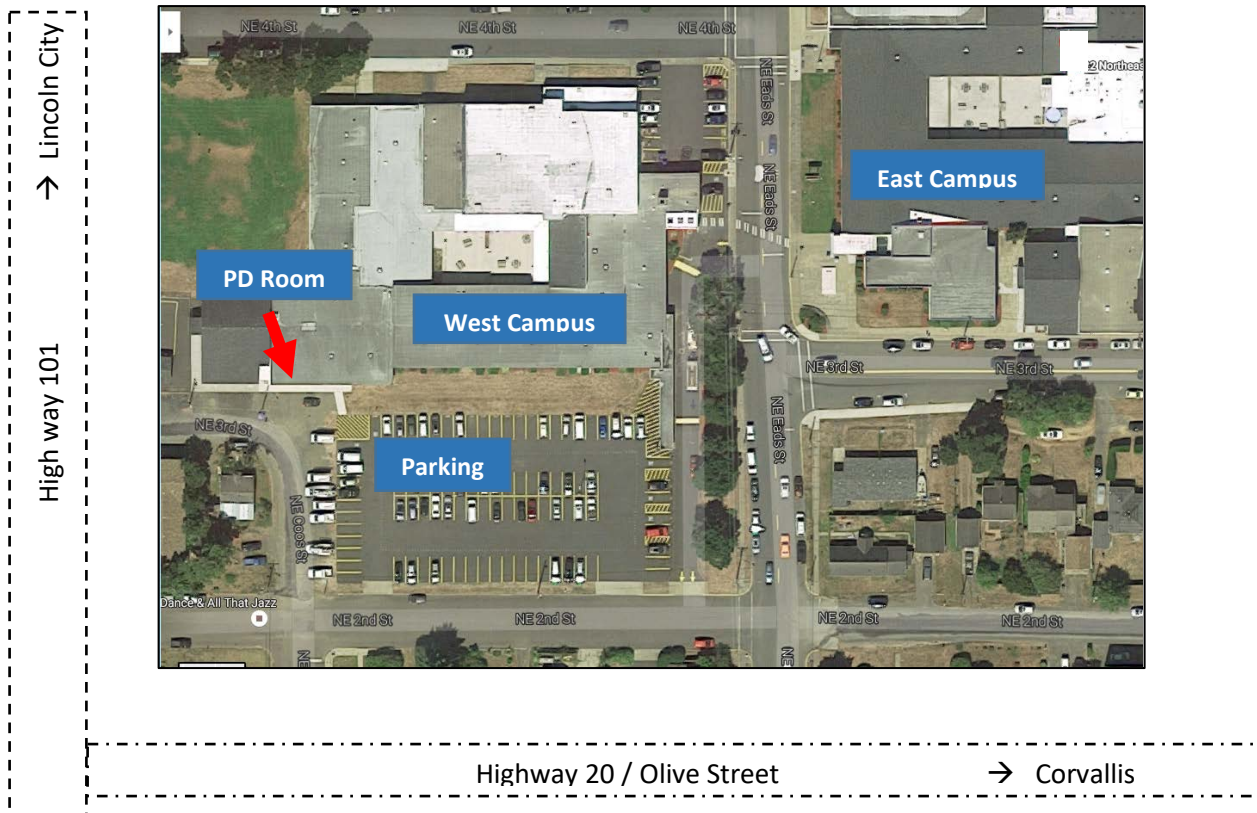 High way 101 → Lincoln City
NE 4th St
NE 4th St
NE 4th St
NE Eads St
NE Eads St
East Campus
PD Room
West Campus
NE 3rd St
NE 3rd St
NE 3rd St
NE Eads St
Parking
NE Coos St
Dance & All That Jazz
NE 2nd St
NE 2nd St
NE 2nd St
NE 2nd St
Highway 20 / Olive Street → Corvallis